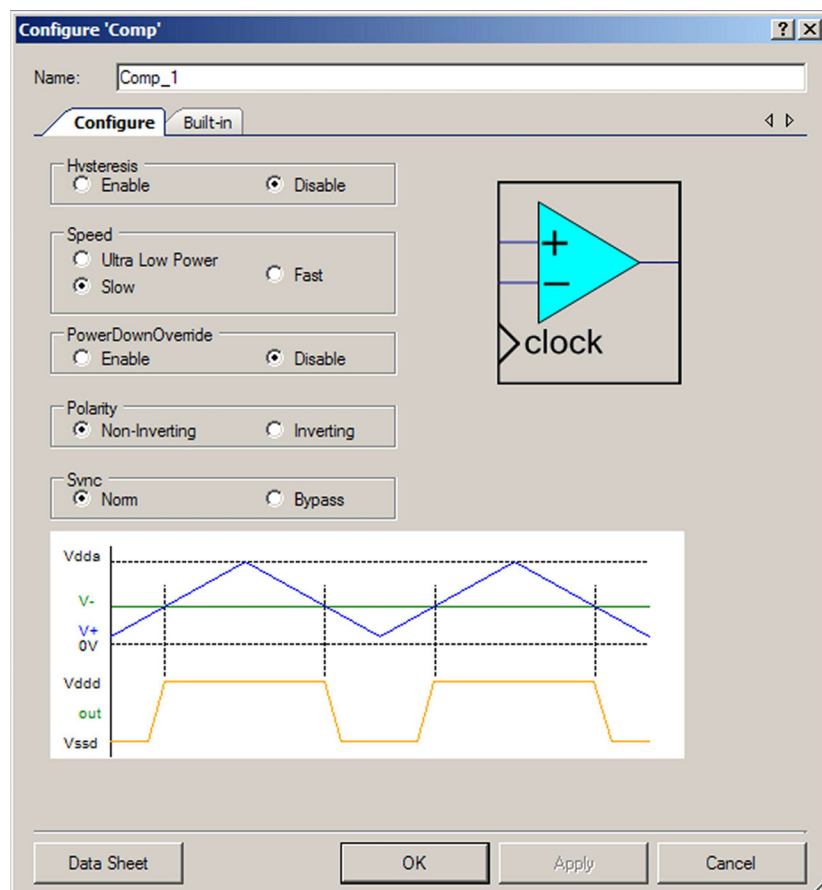 Configure 'Comp'
Name: Comp_1
Configure Built-in
Hysteresis
Enable Disable
Speed
Ultra Low Power
Slow Fast
PowerDownOverride
Enable Disable
Polarity
Non-Inverting Inverting
Sync
Norm Bypass
+
−
clock
Vdda
V-
V+
0V
Vddd
out
Vssd
Data Sheet OK Apply Cancel